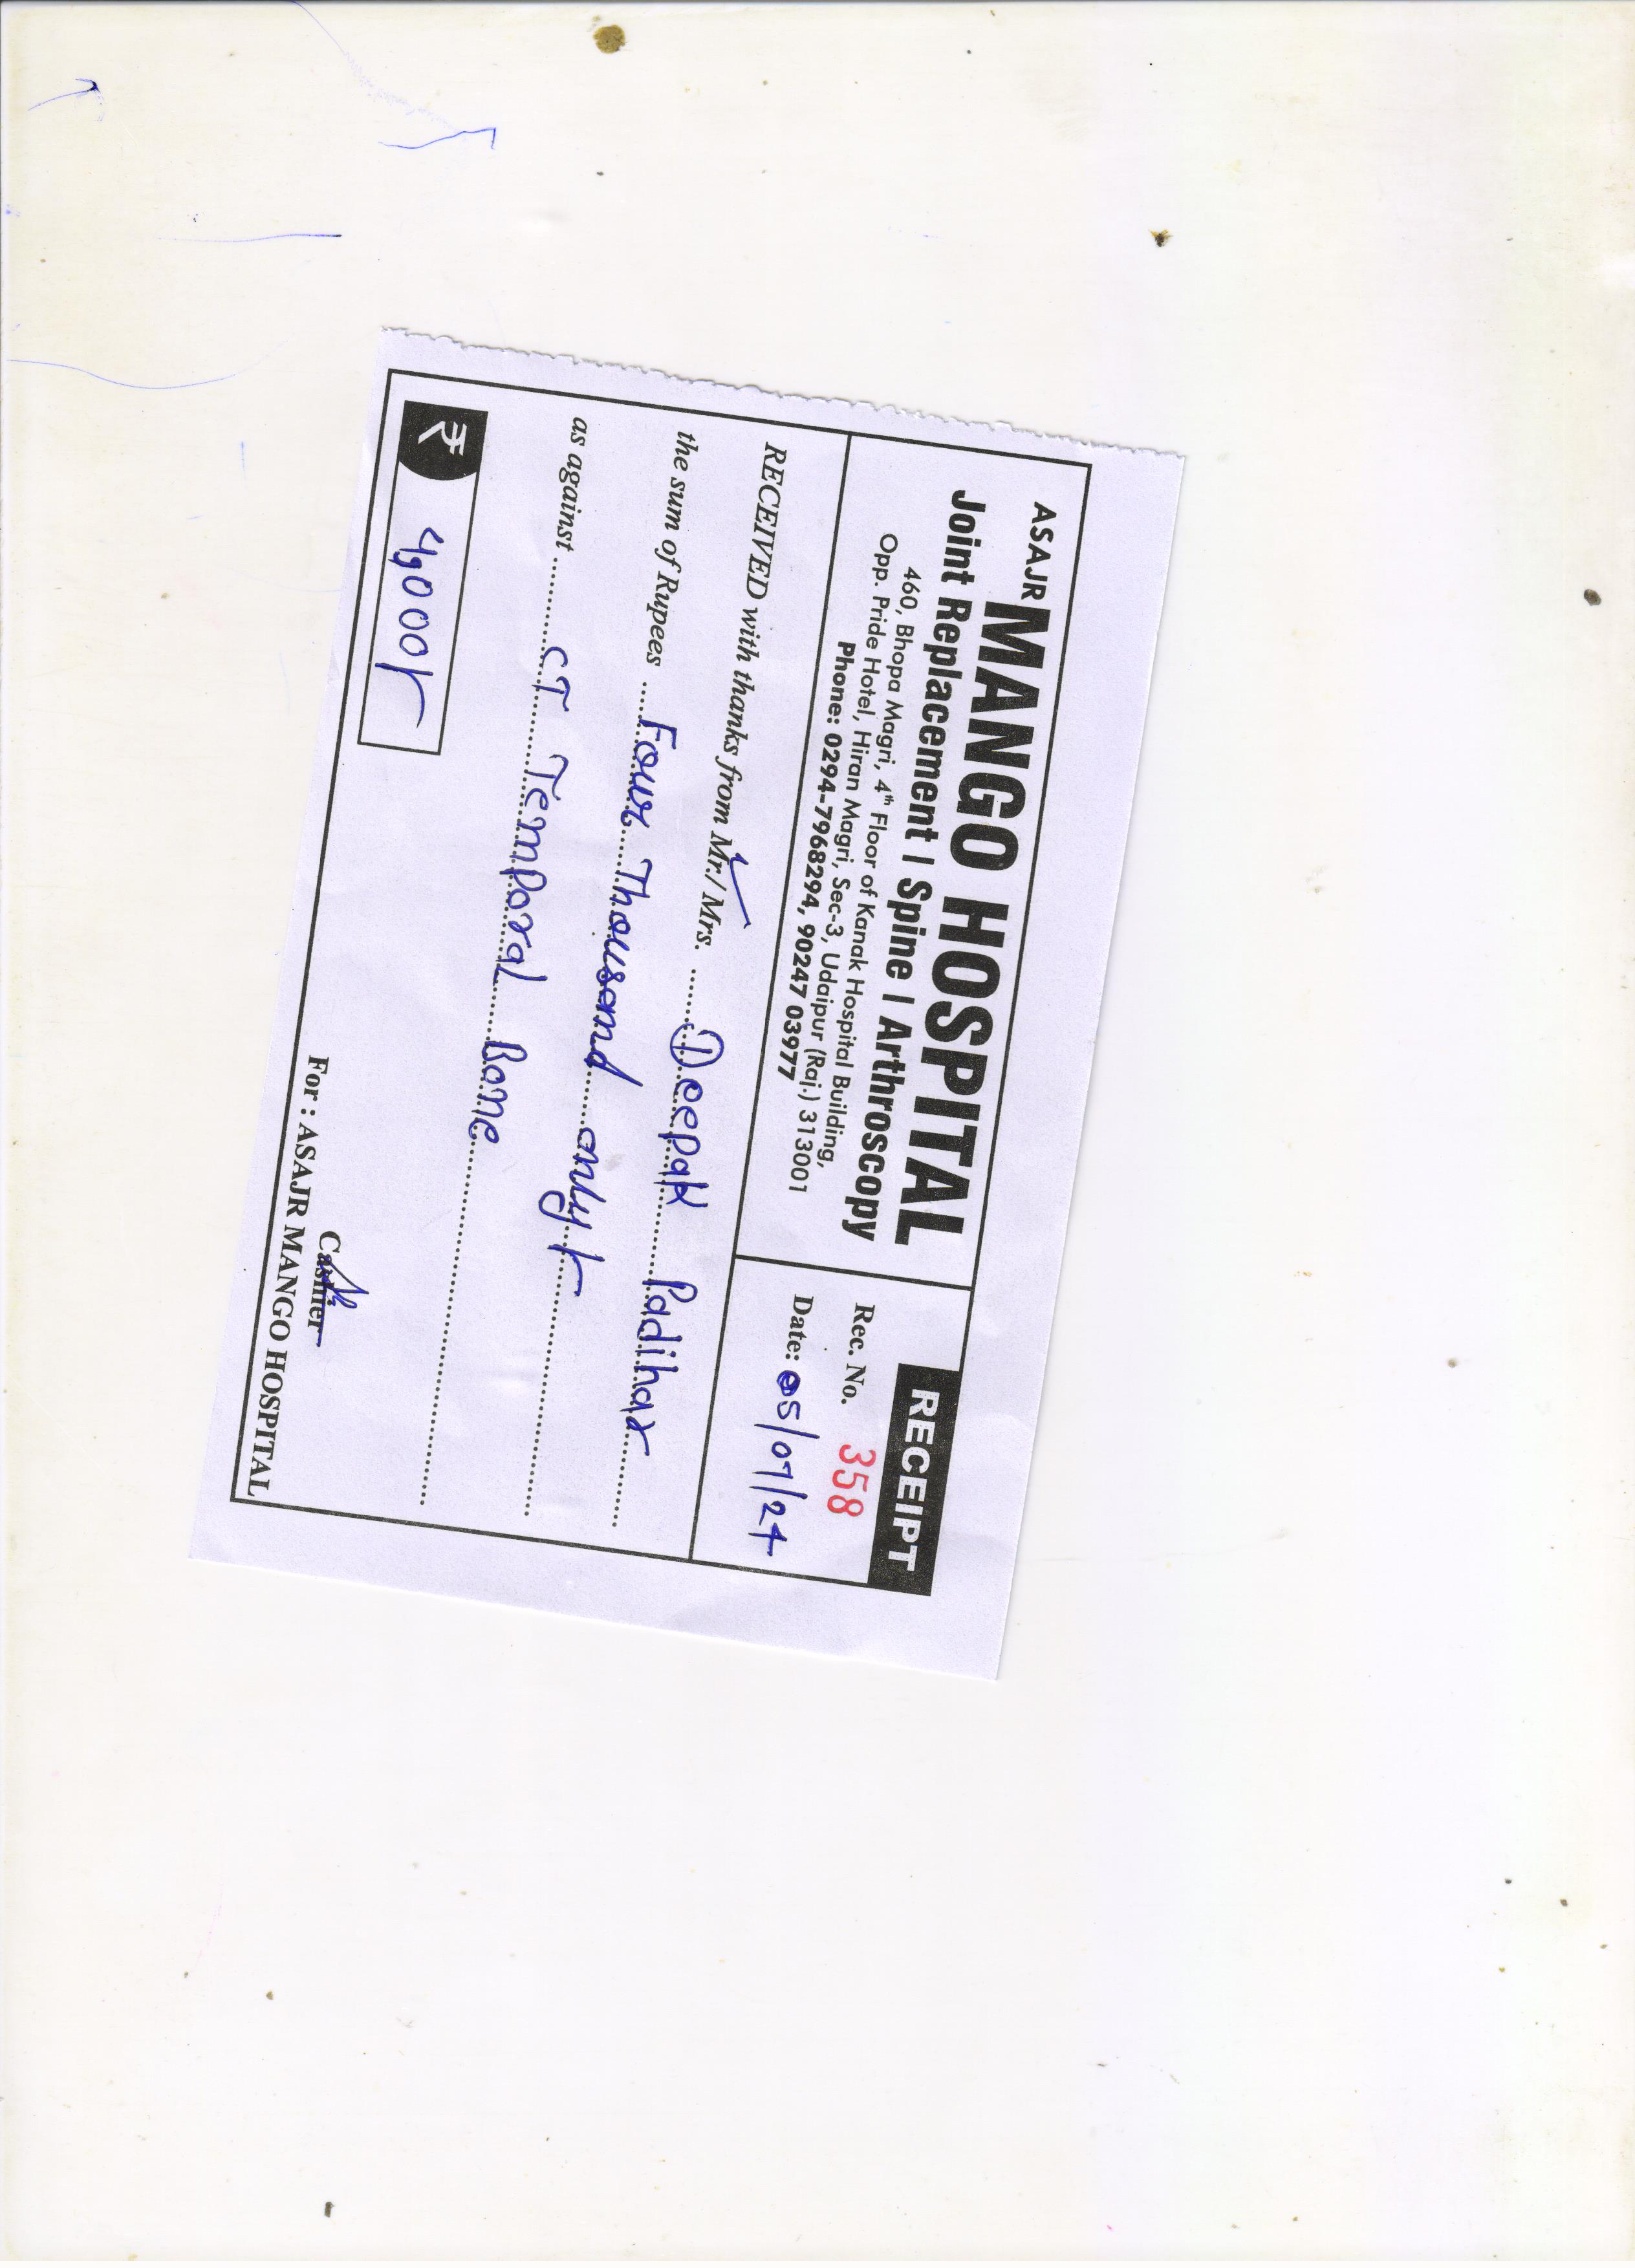 ASAJR MANGO HOSPITAL
Joint Replacement | Spine | Arthroscopy
460, Bhopa Magri, 4th Floor of Kanak Hospital Building,
Opp. Pride Hotel, Hiran Magri, Sec-3, Udaipur (Raj.) 313001
Phone: 0294-7968294, 90247 03977
RECEIPT
Rec. No. 358
Date: 05/07/24
RECEIVED with thanks from Mr./ Mrs. Deepak Padihar
the sum of Rupees Four Thousand only/-
as against CT Temporal Bone
₹ 4,000/-
Cashier
For : ASAJR MANGO HOSPITAL